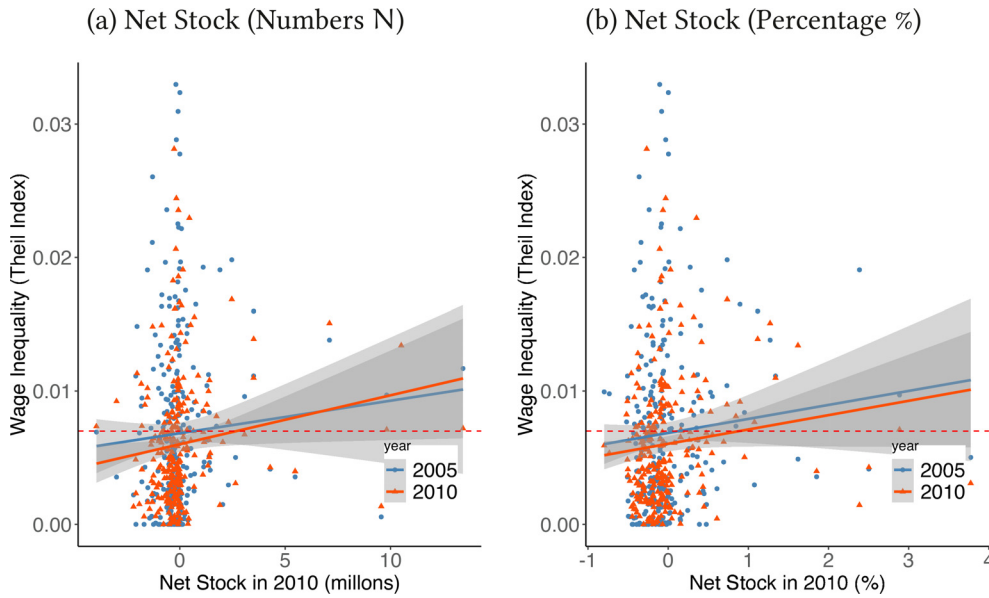 (a) Net Stock (Numbers N)
(b) Net Stock (Percentage %)
Wage Inequality (Theil Index)
0.03
0.02
0.01
0.00
year
2005
2010
0
5
10
Net Stock in 2010 (millons)
Wage Inequality (Theil Index)
0.03
0.02
0.01
0.00
year
2005
2010
-1
0
1
2
3
4
Net Stock in 2010 (%)